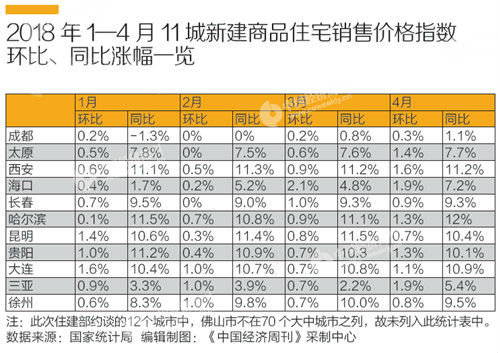 2018 年 1—4 月 11 城新建商品住宅销售价格指数
环比、同比涨幅一览
1月 2月 3月 4月
环比 同比 环比 同比 环比 同比 环比 同比
成都 0.2% -1.3% 0% 0% 0.2% 0.8% 0.3% 1.1%
太原 0.5% 7.8% 0% 7.5% 0.6% 7.6% 1.4% 7.7%
西安 0.6% 11.1% 0.5% 11.3% 0.9% 11.2% 1.6% 11.2%
海口 0.4% 1.7% 0.2% 5.2% 2.1% 4.8% 1.9% 7.2%
长春 0.7% 9.5% 0% 9.0% 1.0% 9.3% 0.9% 9.3%
哈尔滨 0.1% 11.5% 0.7% 10.8% 0.9% 11.1% 1.3% 12%
昆明 1.4% 10.6% 0.3% 11.4% 0.8% 11.5% 0.7% 10.4%
贵阳 1.0% 11.2% 0.4% 10.9% 0.7% 10.3% 1.3% 10.1%
大连 1.6% 10.4% 1.0% 10.7% 0.7% 10.8% 1.1% 10.9%
三亚 0.9% 3.3% 1.0% 3.9% 0.7% 2.2% 1.9% 5.4%
徐州 0.6% 8.3% 1.0% 9.8% 0.7% 10.0% 0.8% 9.5%
注：此次住建部约谈的12个城市中，佛山市不在70 个大中城市之列，故未列入此统计表中。
数据来源：国家统计局 编辑制图：《中国经济周刊》采制中心